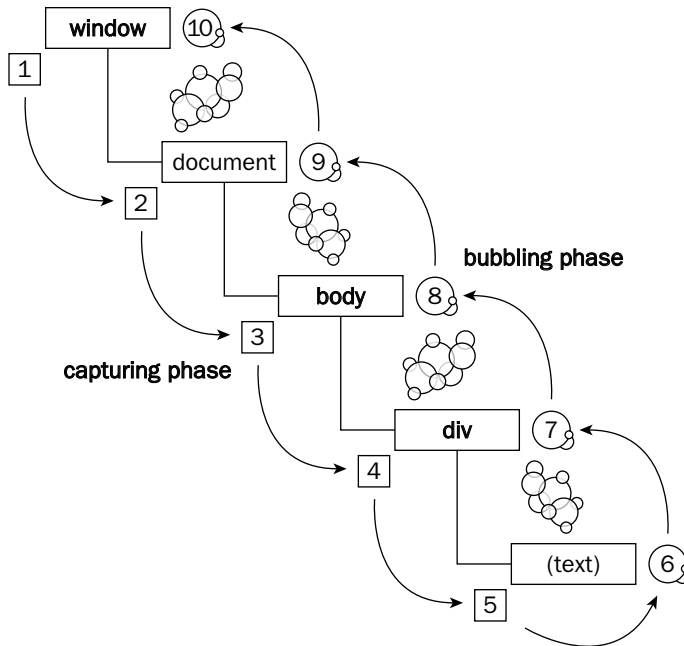 window
10
1
document
9
2
bubbling phase
body
8
3
capturing phase
div
7
4
(text)
6
5